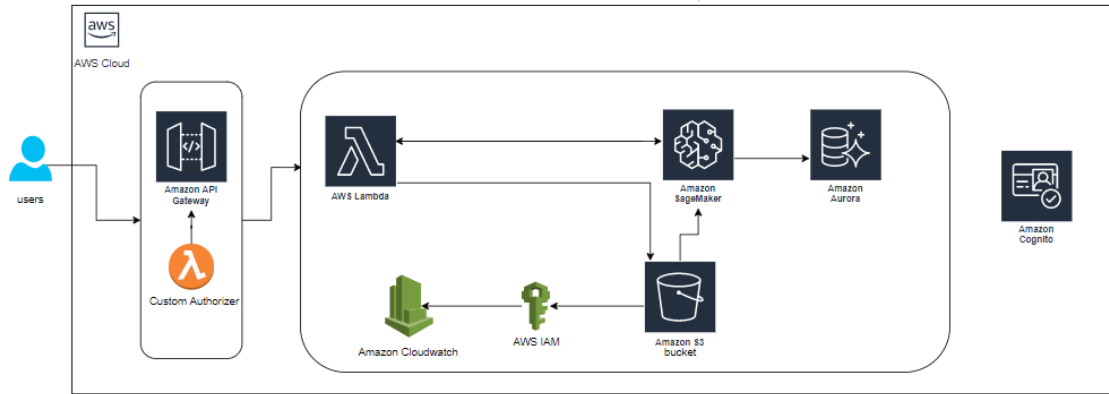 aws
AWS Cloud
users
Amazon API
Gateway
Custom Authorizer
AWS Lambda
Amazon
SageMaker
Amazon
Aurora
Amazon Cloudwatch
AWS IAM
Amazon S3
bucket
Amazon
Cognito